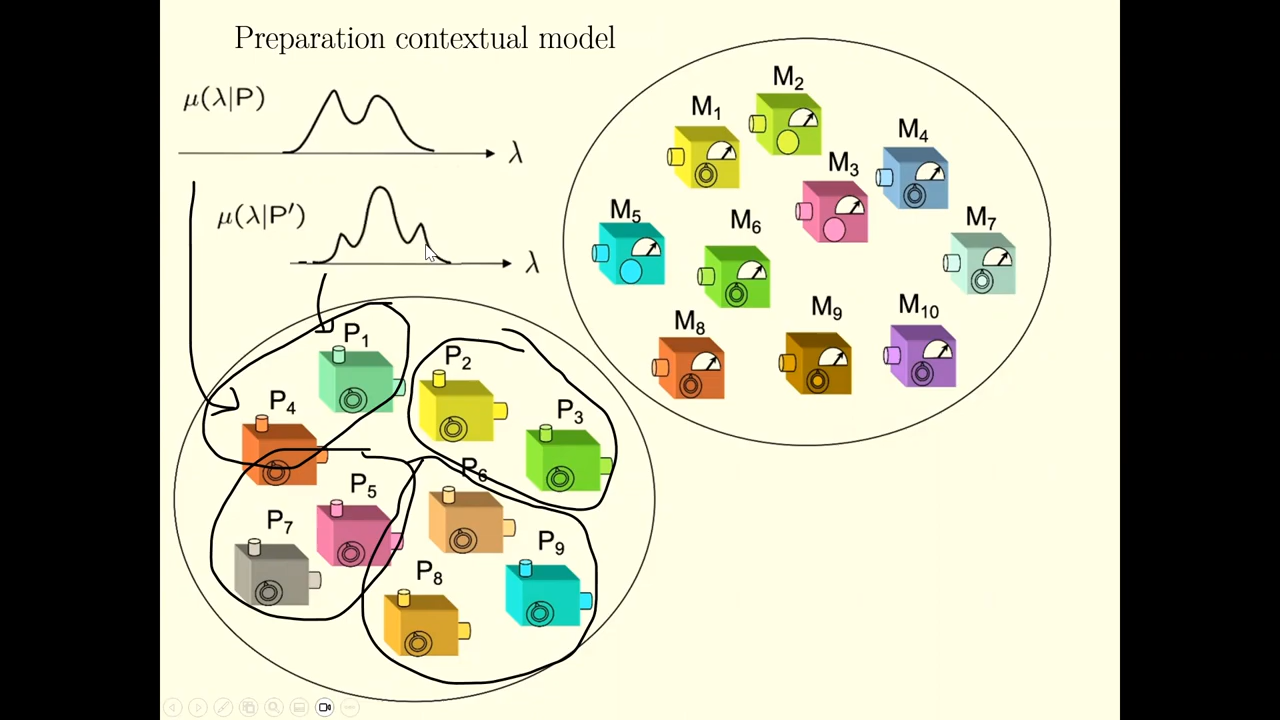 Preparation contextual model
μ(λ|P)
λ
μ(λ|P′)
λ
M₁
M₂
M₃
M₄
M₅
M₆
M₇
M₈
M₉
M₁₀
P₁
P₂
P₃
P₄
P₅
P₆
P₇
P₈
P₉